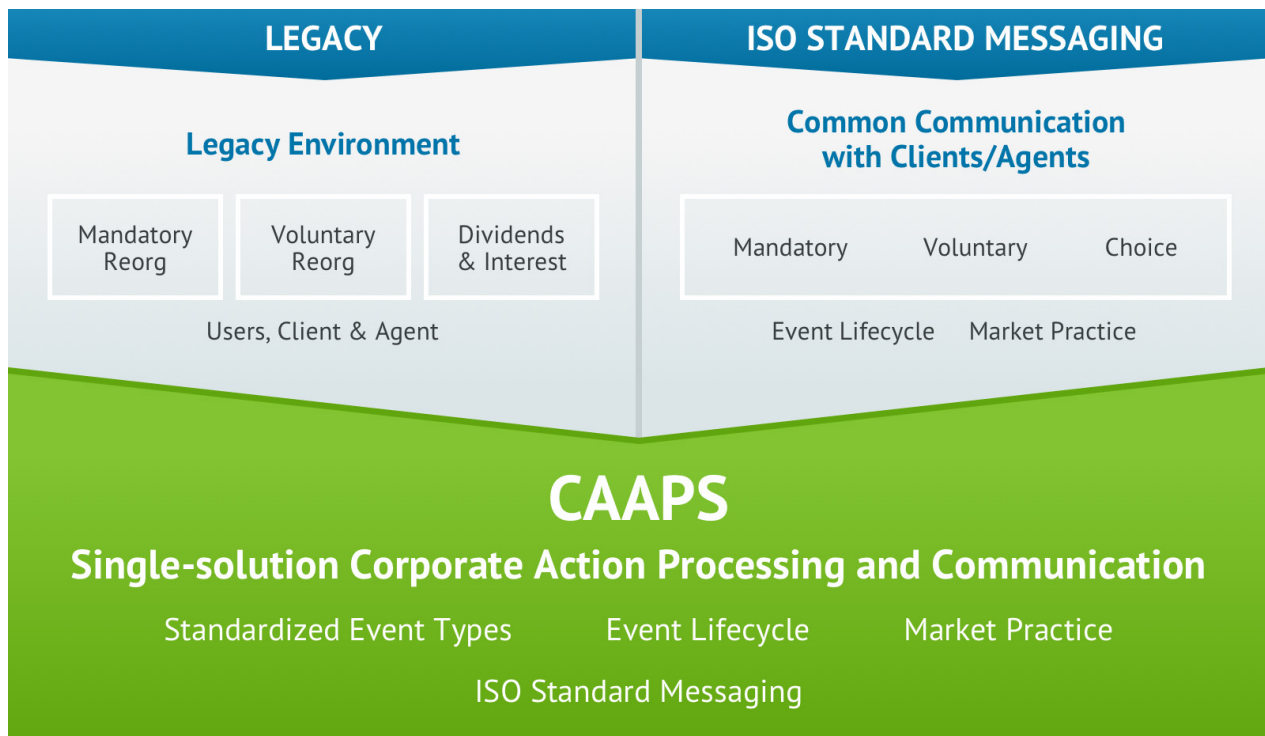 LEGACY
Legacy Environment
Mandatory
Reorg
Voluntary
Reorg
Dividends
& Interest
Users, Client & Agent
ISO STANDARD MESSAGING
Common Communication
with Clients/Agents
Mandatory
Voluntary
Choice
Event Lifecycle
Market Practice
CAAPS
Single-solution Corporate Action Processing and Communication
Standardized Event Types
Event Lifecycle
Market Practice
ISO Standard Messaging